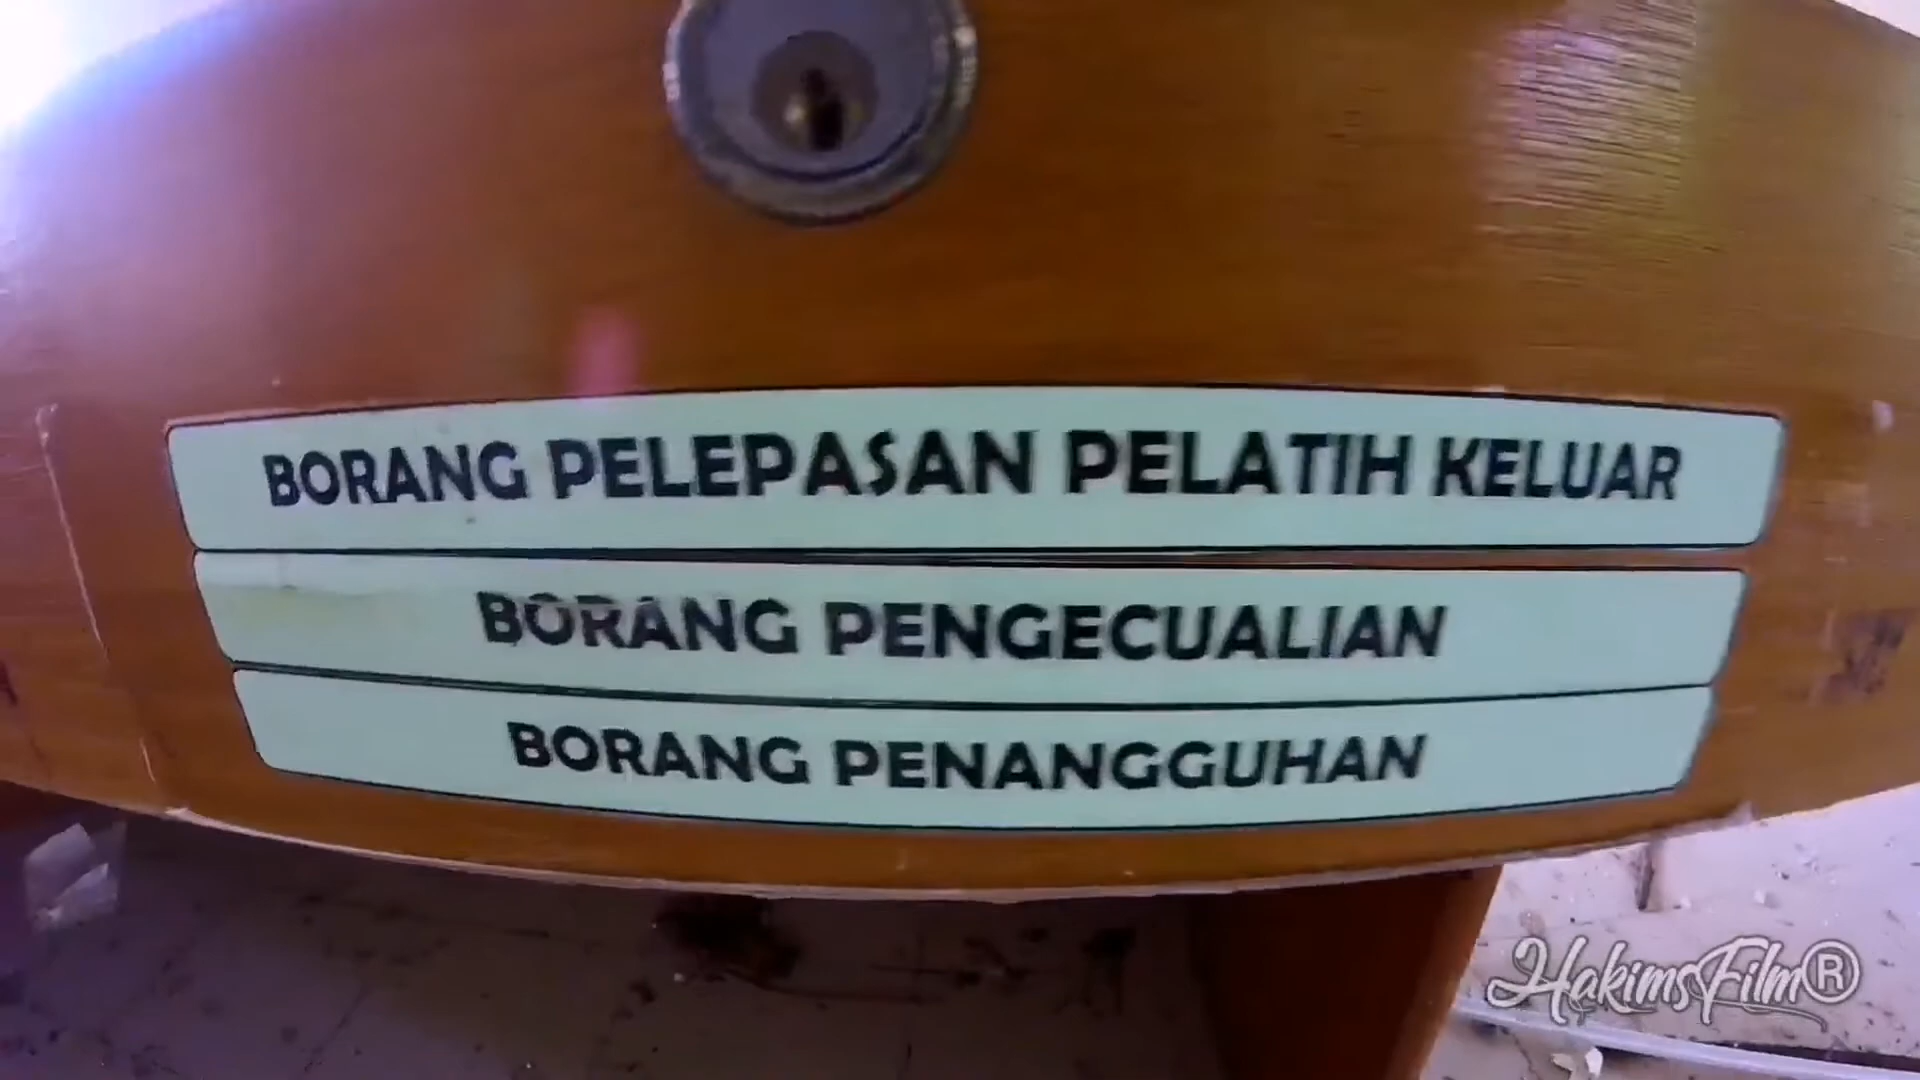 BORANG PELEPASAN PELATIH KELUAR
BORANG PENGECUALIAN
BORANG PENANGGUHAN
HakimsFilm®